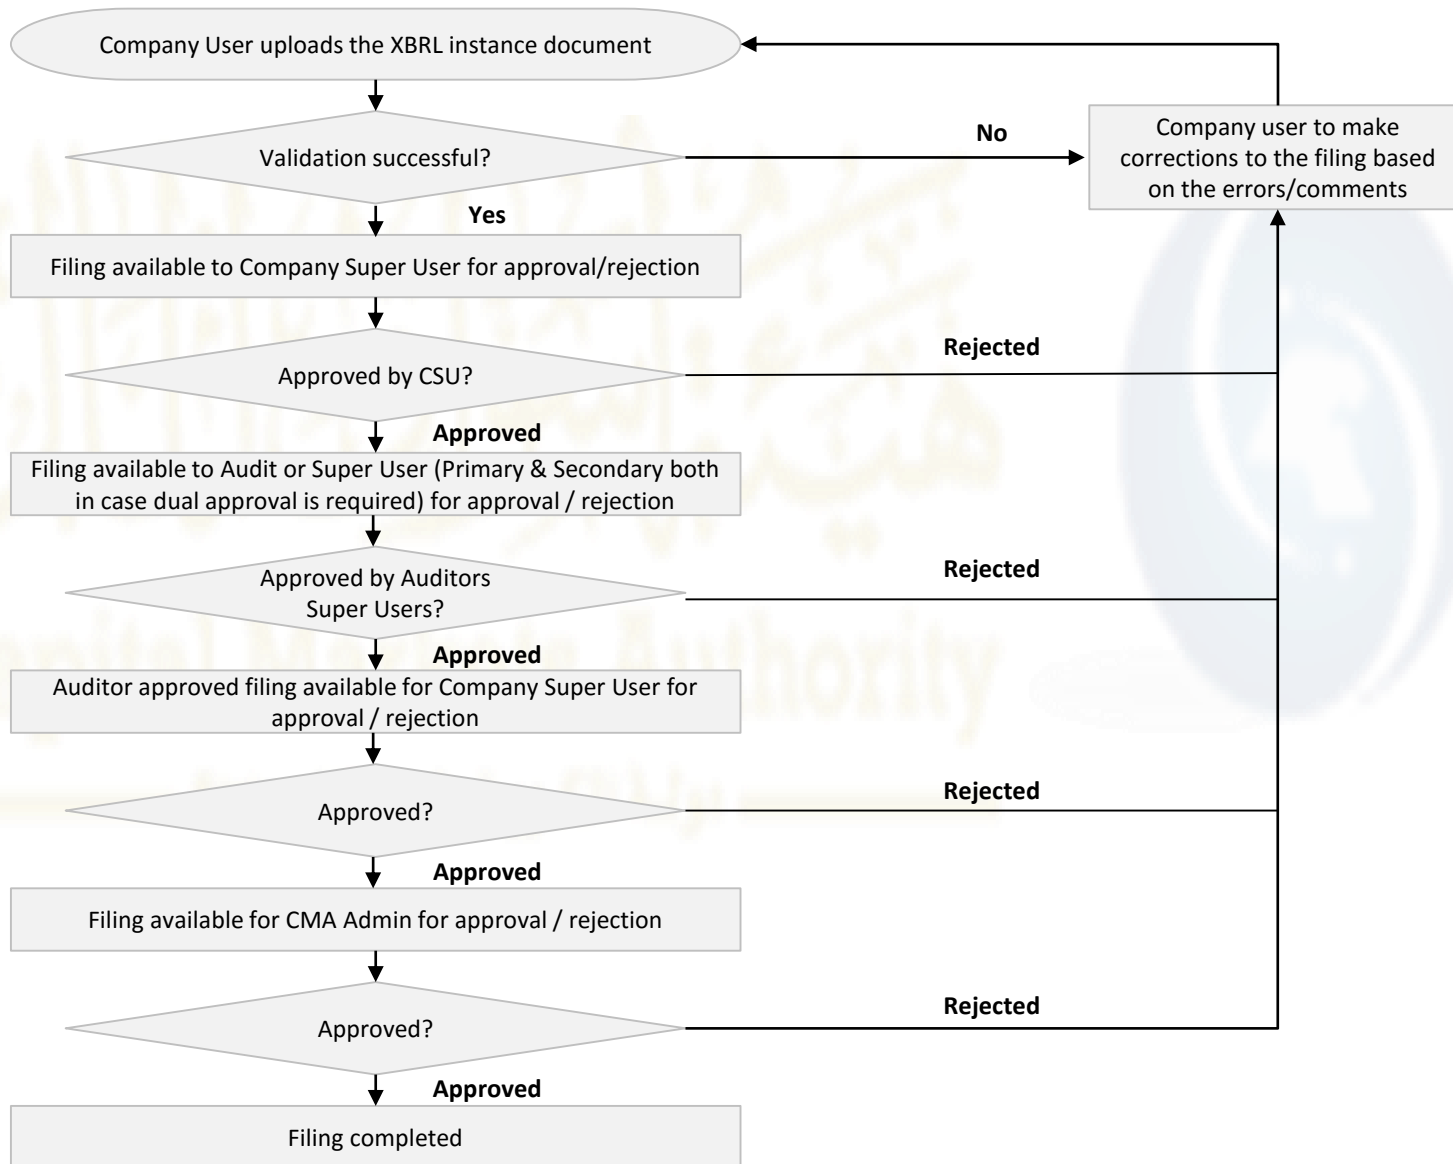 Company User uploads the XBRL instance document
Validation successful?
No
Company user to make
corrections to the filing based
on the errors/comments
Yes
Filing available to Company Super User for approval/rejection
Approved by CSU?
Rejected
Approved
Filing available to Audit or Super User (Primary & Secondary both
in case dual approval is required) for approval / rejection
Approved by Auditors
Super Users?
Rejected
Approved
Auditor approved filing available for Company Super User for
approval / rejection
Approved?
Rejected
Approved
Filing available for CMA Admin for approval / rejection
Approved?
Rejected
Approved
Filing completed